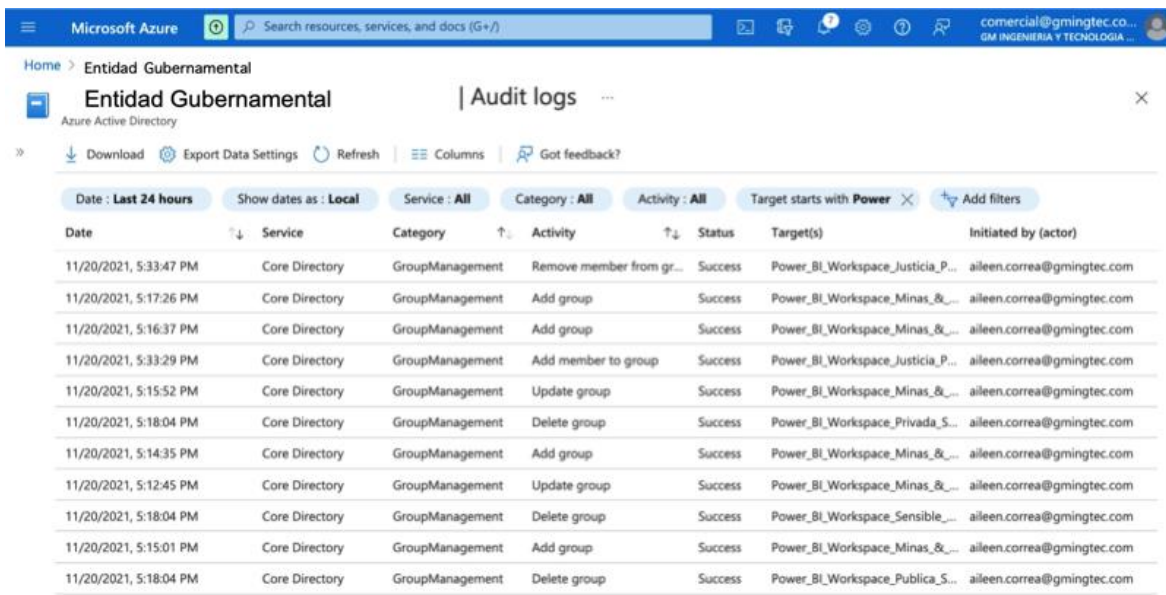 Microsoft Azure Search resources, services, and docs (G+/) 7 comercial@gmingtec.co...
GM INGENIERIA Y TECNOLOGIA ...
Home > Entidad Gubernamental
Entidad Gubernamental | Audit logs ...
Azure Active Directory
Download Export Data Settings Refresh Columns Got feedback?
Date : Last 24 hours Show dates as : Local Service : All Category : All Activity : All Target starts with Power Add filters
Date Service Category Activity Status Target(s) Initiated by (actor)
11/20/2021, 5:33:47 PM Core Directory GroupManagement Remove member from gr... Success Power_BI_Workspace_Justicia_P... aileen.correa@gmingtec.com
11/20/2021, 5:17:26 PM Core Directory GroupManagement Add group Success Power_BI_Workspace_Minas_&_... aileen.correa@gmingtec.com
11/20/2021, 5:16:37 PM Core Directory GroupManagement Add group Success Power_BI_Workspace_Minas_&_... aileen.correa@gmingtec.com
11/20/2021, 5:33:29 PM Core Directory GroupManagement Add member to group Success Power_BI_Workspace_Justicia_P... aileen.correa@gmingtec.com
11/20/2021, 5:15:52 PM Core Directory GroupManagement Update group Success Power_BI_Workspace_Minas_&_... aileen.correa@gmingtec.com
11/20/2021, 5:18:04 PM Core Directory GroupManagement Delete group Success Power_BI_Workspace_Privada_S... aileen.correa@gmingtec.com
11/20/2021, 5:14:35 PM Core Directory GroupManagement Add group Success Power_BI_Workspace_Minas_&_... aileen.correa@gmingtec.com
11/20/2021, 5:12:45 PM Core Directory GroupManagement Update group Success Power_BI_Workspace_Minas_&_... aileen.correa@gmingtec.com
11/20/2021, 5:18:04 PM Core Directory GroupManagement Delete group Success Power_BI_Workspace_Sensible_... aileen.correa@gmingtec.com
11/20/2021, 5:15:01 PM Core Directory GroupManagement Add group Success Power_BI_Workspace_Minas_&_... aileen.correa@gmingtec.com
11/20/2021, 5:18:04 PM Core Directory GroupManagement Delete group Success Power_BI_Workspace_Publica_S... aileen.correa@gmingtec.com